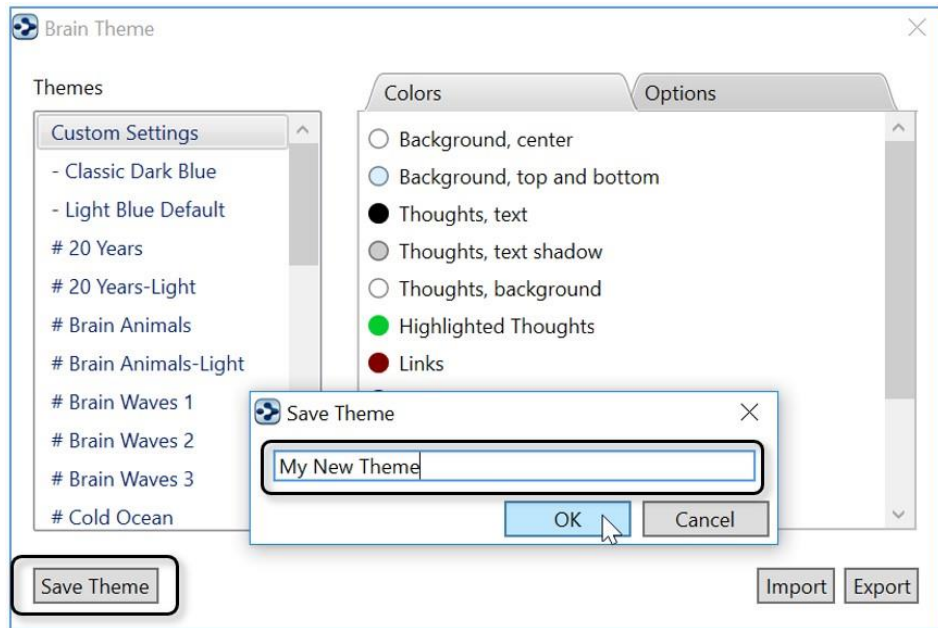 Brain Theme
Themes
Custom Settings
- Classic Dark Blue
- Light Blue Default
# 20 Years
# 20 Years-Light
# Brain Animals
# Brain Animals-Light
# Brain Waves 1
# Brain Waves 2
# Brain Waves 3
# Cold Ocean
Colors
Options
Background, center
Background, top and bottom
Thoughts, text
Thoughts, text shadow
Thoughts, background
Highlighted Thoughts
Links
Save Theme
My New Theme
OK
Cancel
Save Theme
Import
Export